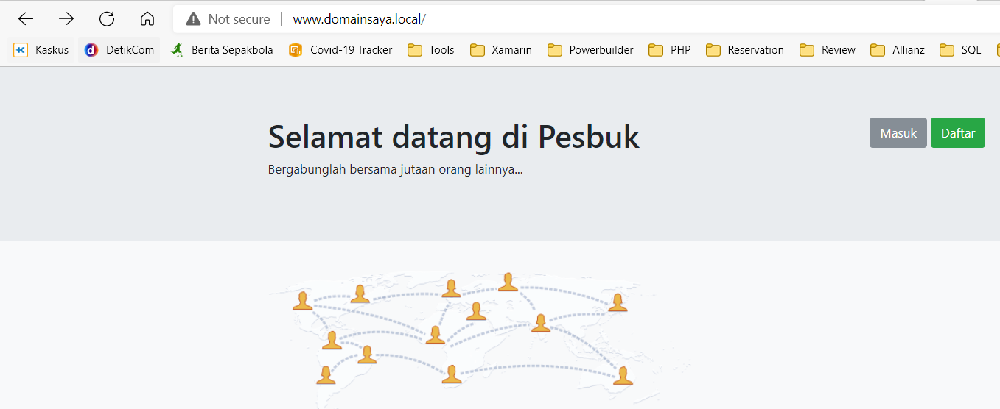 Not secure | www.domainsaya.local/
Kaskus DetikCom Berita Sepakbola Covid-19 Tracker Tools Xamarin Powerbuilder PHP Reservation Review Allianz SQL
Selamat datang di Pesbuk
Masuk Daftar
Bergabunglah bersama jutaan orang lainnya...